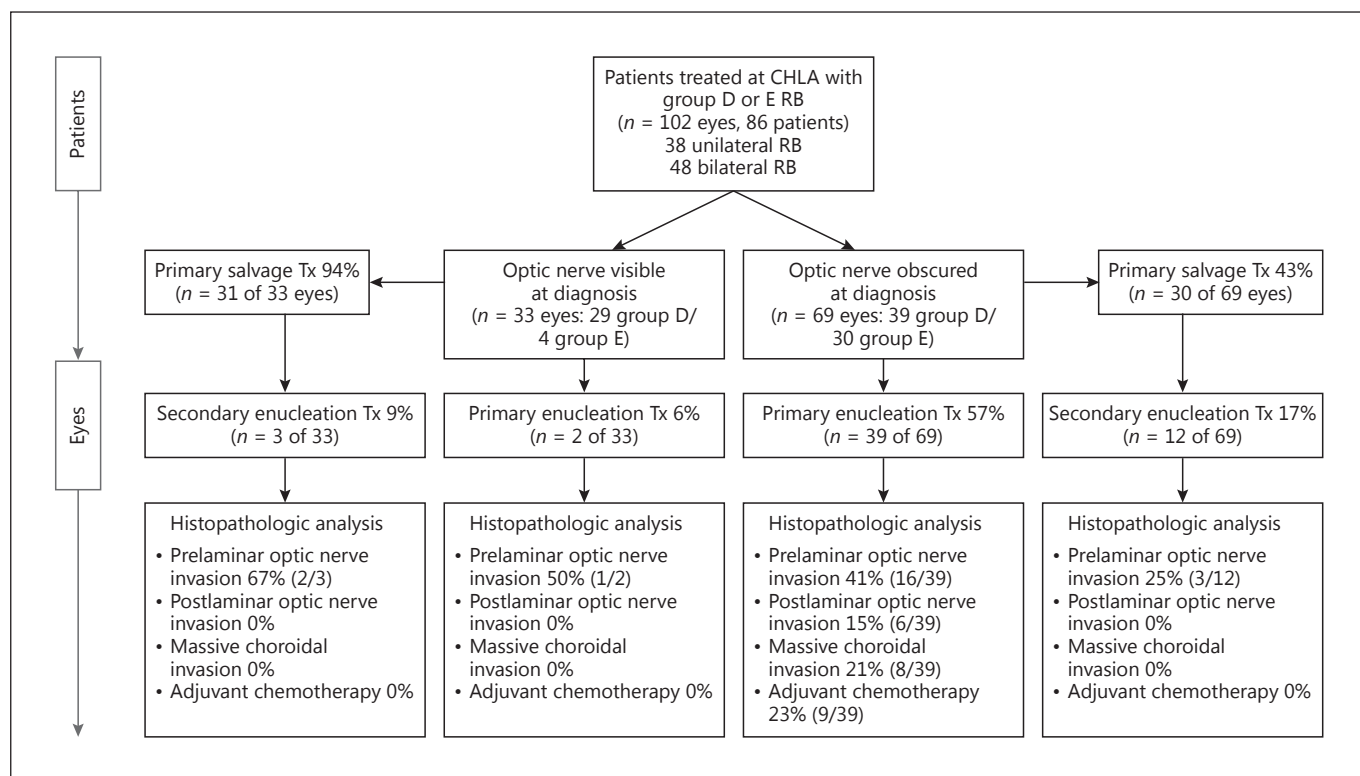 Patients
Eyes
Patients treated at CHLA with
group D or E RB
(n = 102 eyes, 86 patients)
38 unilateral RB
48 bilateral RB
Primary salvage Tx 94%
(n = 31 of 33 eyes)
Optic nerve visible
at diagnosis
(n = 33 eyes: 29 group D/
4 group E)
Optic nerve obscured
at diagnosis
(n = 69 eyes: 39 group D/
30 group E)
Primary salvage Tx 43%
(n = 30 of 69 eyes)
Secondary enucleation Tx 9%
(n = 3 of 33)
Primary enucleation Tx 6%
(n = 2 of 33)
Primary enucleation Tx 57%
(n = 39 of 69)
Secondary enucleation Tx 17%
(n = 12 of 69)
Histopathologic analysis
• Prelaminar optic nerve
invasion 67% (2/3)
• Postlaminar optic nerve
invasion 0%
• Massive choroidal
invasion 0%
• Adjuvant chemotherapy 0%
Histopathologic analysis
• Prelaminar optic nerve
invasion 50% (1/2)
• Postlaminar optic nerve
invasion 0%
• Massive choroidal
invasion 0%
• Adjuvant chemotherapy 0%
Histopathologic analysis
• Prelaminar optic nerve
invasion 41% (16/39)
• Postlaminar optic nerve
invasion 15% (6/39)
• Massive choroidal
invasion 21% (8/39)
• Adjuvant chemotherapy
23% (9/39)
Histopathologic analysis
• Prelaminar optic nerve
invasion 25% (3/12)
• Postlaminar optic nerve
invasion 0%
• Massive choroidal
invasion 0%
• Adjuvant chemotherapy 0%